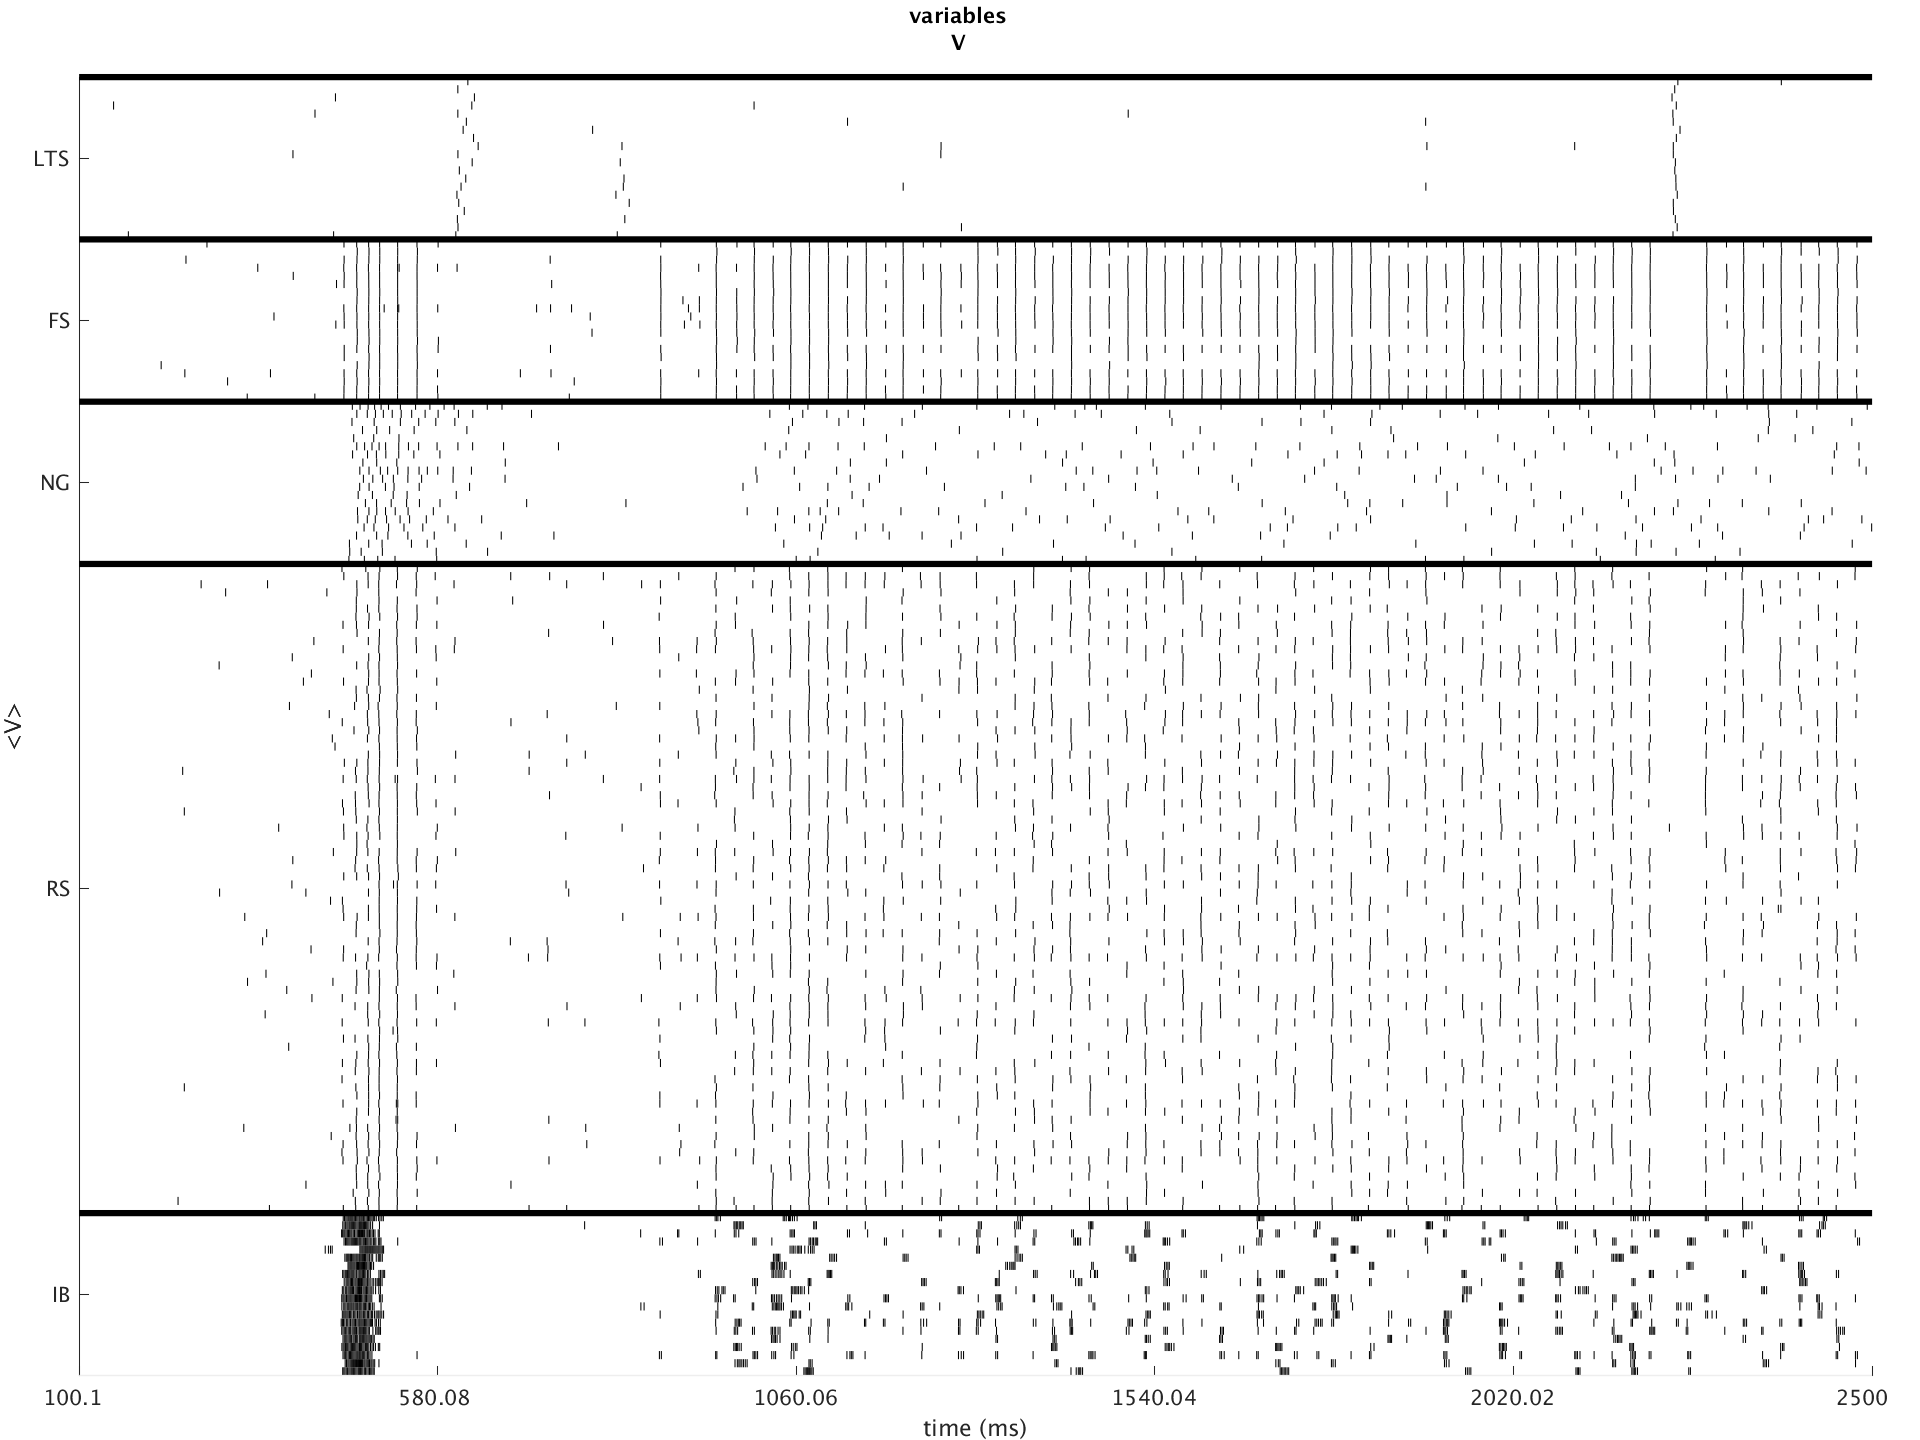 variables
V
LTS
FS
NG
RS
IB
<V>
100.1
580.08
1060.06
1540.04
2020.02
2500
time (ms)